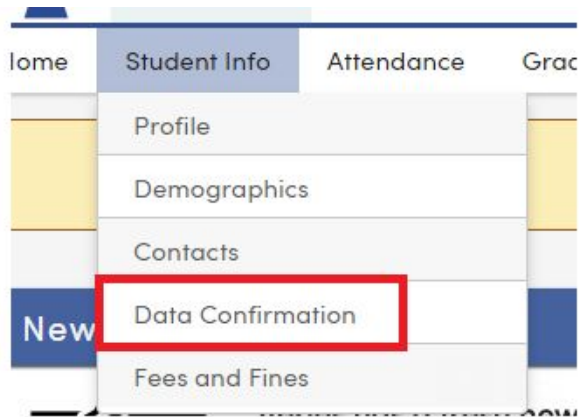 Student Info Attendance
Profile
Demographics
Contacts
Data Confirmation
New
Fees and Fines